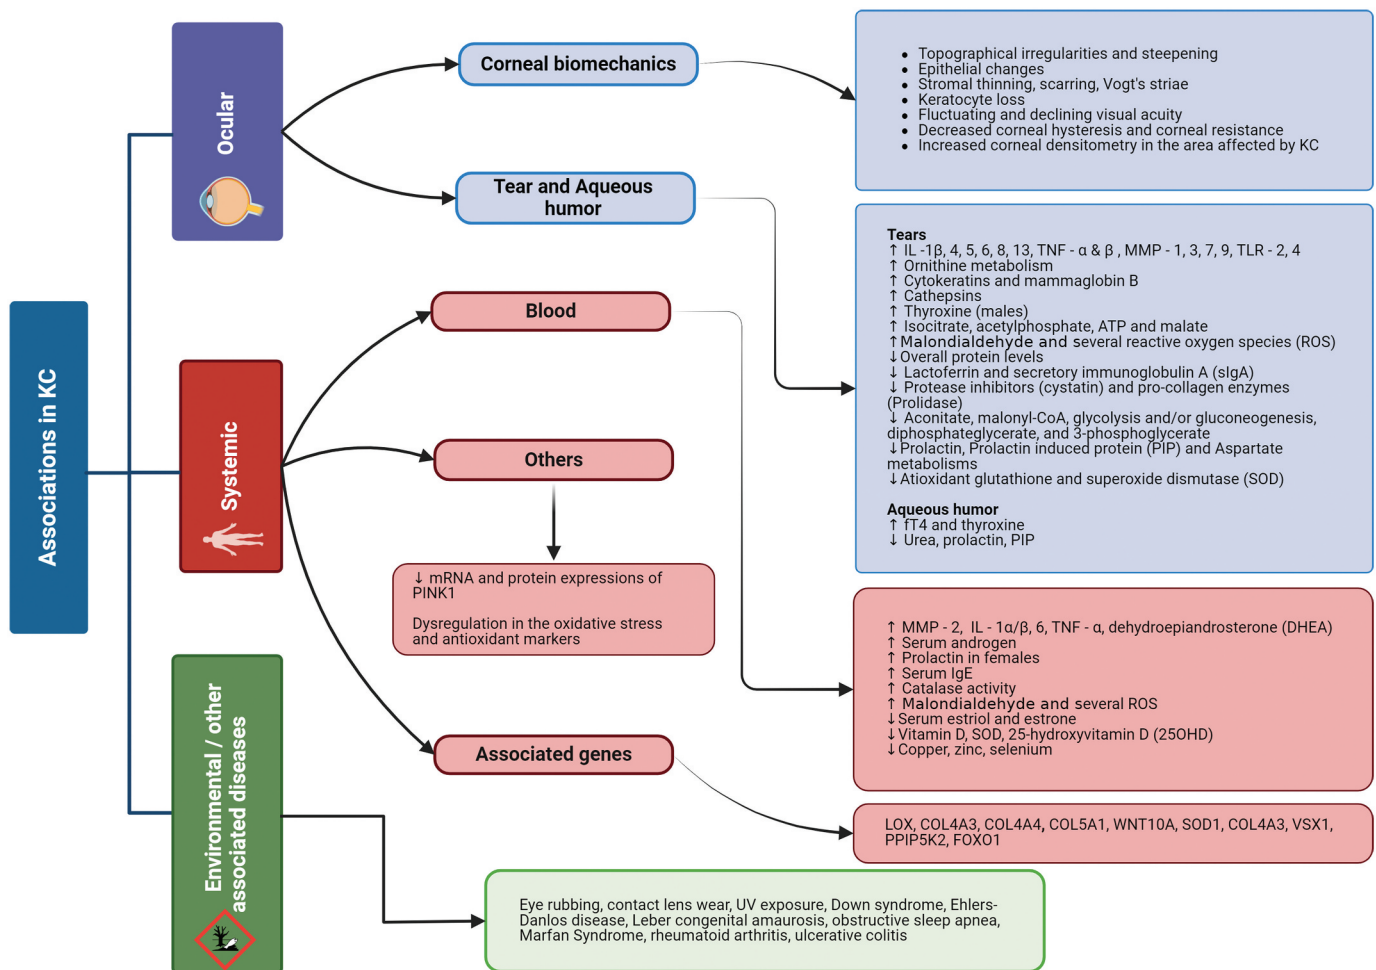 Associations in KC
Ocular
Corneal biomechanics
• Topographical irregularities and steepening
• Epithelial changes
• Stromal thinning, scarring, Vogt's striae
• Keratocyte loss
• Fluctuating and declining visual acuity
• Decreased corneal hysteresis and corneal resistance
• Increased corneal densitometry in the area affected by KC
Tear and Aqueous
humor
Tears
↑ IL -1β, 4, 5, 6, 8, 13, TNF - α & β , MMP - 1, 3, 7, 9, TLR - 2, 4
↑ Ornithine metabolism
↑ Cytokeratins and mammaglobin B
↑ Cathepsins
↑ Thyroxine (males)
↑ Isocitrate, acetylphosphate, ATP and malate
↑Malondialdehyde and several reactive oxygen species (ROS)
↓Overall protein levels
↓ Lactoferrin and secretory immunoglobulin A (sIgA)
↓ Protease inhibitors (cystatin) and pro-collagen enzymes
(Prolidase)
↓ Aconitate, malonyl-CoA, glycolysis and/or gluconeogenesis,
diphosphateglycerate, and 3-phosphoglycerate
↓Prolactin, Prolactin induced protein (PIP) and Aspartate
metabolisms
↓Atioxidant glutathione and superoxide dismutase (SOD)
Aqueous humor
↑ fT4 and thyroxine
↓ Urea, prolactin, PIP
Systemic
Blood
↑ MMP - 2, IL - 1α/β, 6, TNF - α, dehydroepiandrosterone (DHEA)
↑ Serum androgen
↑ Prolactin in females
↑ Serum IgE
↑ Catalase activity
↑ Malondialdehyde and several ROS
↓Serum estriol and estrone
↓Vitamin D, SOD, 25-hydroxyvitamin D (25OHD)
↓Copper, zinc, selenium
Others
↓ mRNA and protein expressions of
PINK1
Dysregulation in the oxidative stress
and antioxidant markers
Associated genes
LOX, COL4A3, COL4A4, COL5A1, WNT10A, SOD1, COL4A3, VSX1,
PPIP5K2, FOXO1
Environmental / other
associated diseases
Eye rubbing, contact lens wear, UV exposure, Down syndrome, Ehlers-
Danlos disease, Leber congenital amaurosis, obstructive sleep apnea,
Marfan Syndrome, rheumatoid arthritis, ulcerative colitis